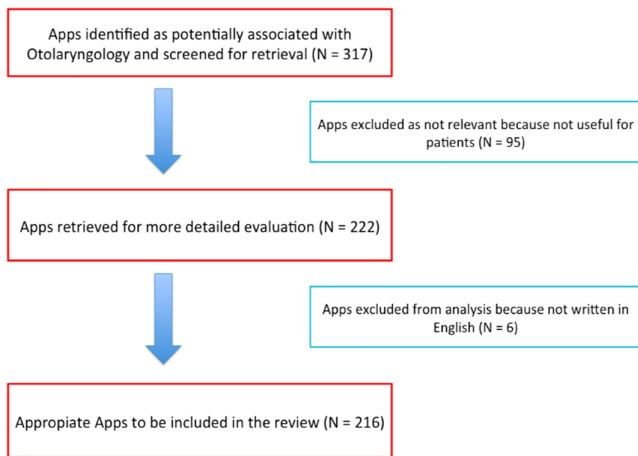 Apps identified as potentially associated with
Otolaryngology and screened for retrieval (N = 317)
Apps excluded as not relevant because not useful for
patients (N = 95)
Apps retrieved for more detailed evaluation (N = 222)
Apps excluded from analysis because not written in
English (N = 6)
Appropiate Apps to be included in the review (N = 216)